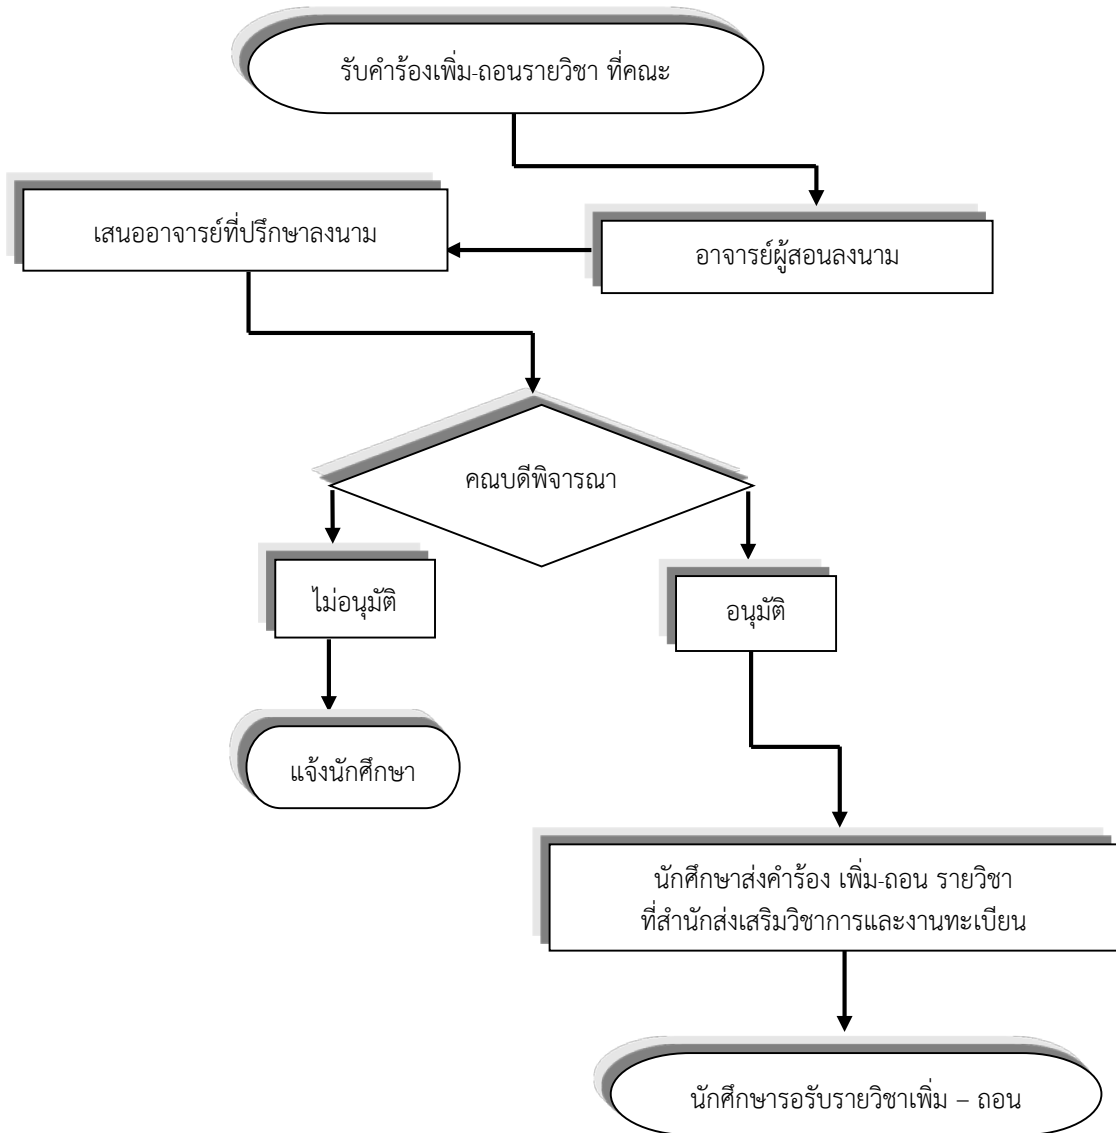 รับคำร้องเพิ่ม-ถอนรายวิชา ที่คณะ
เสนออาจารย์ที่ปรึกษาลงนาม
อาจารย์ผู้สอนลงนาม
คณบดีพิจารณา
ไม่อนุมัติ
อนุมัติ
แจ้งนักศึกษา
นักศึกษาส่งคำร้อง เพิ่ม-ถอน รายวิชา
ที่สำนักส่งเสริมวิชาการและงานทะเบียน
นักศึกษารอรับรายวิชาเพิ่ม – ถอน